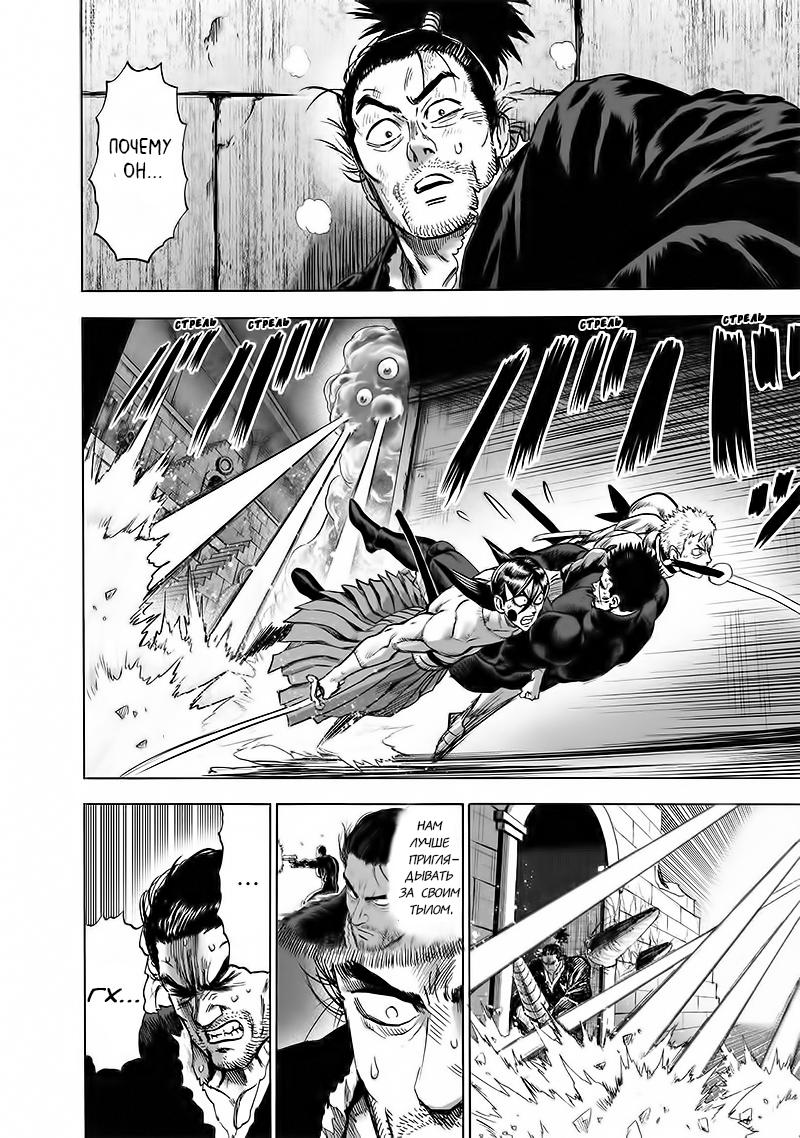 ПОЧЕМУ
ОН...
СТРЕЛЬ
СТРЕЛЬ
СТРЕЛЬ
СТРЕЛЬ
НАМ
ЛУЧШЕ
ПРИГЛЯ-
ДЫВАТЬ
ЗА СВОИМ
ТЫЛОМ.
...
ГХ...